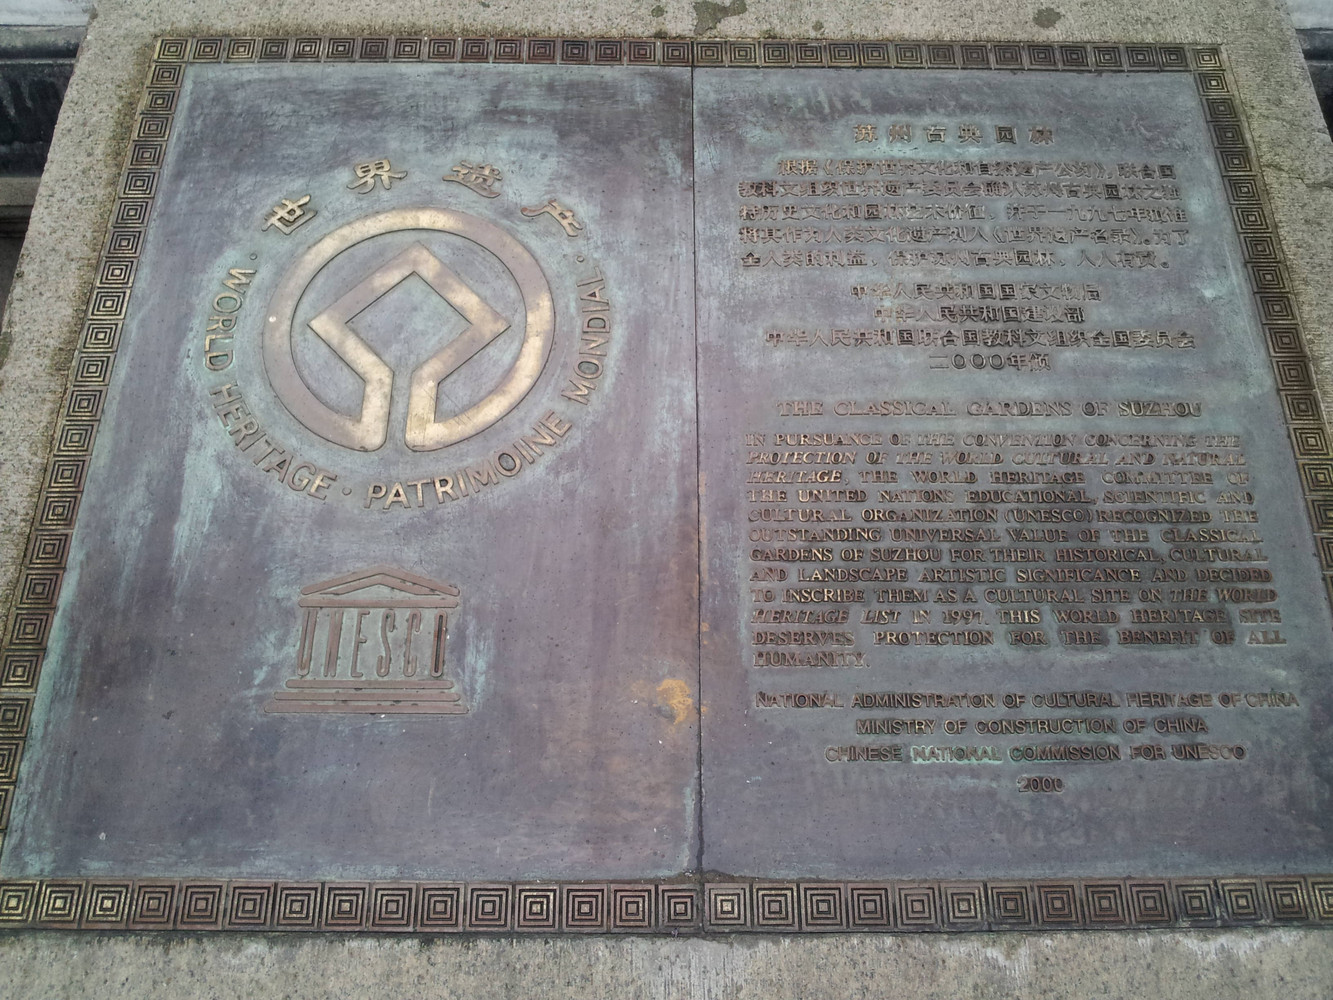 世界遗产
· WORLD HERITAGE · PATRIMOINE MONDIAL ·
UNESCO
苏州古典园林
根据《保护世界文化和自然遗产公约》，联合国
教科文组织世界遗产委员会确认苏州古典园林之独
特历史文化和园林艺术价值，并于一九九七年批准
将其作为人类文化遗产列入《世界遗产名录》。为了
全人类的利益，保护苏州古典园林，人人有责。
中华人民共和国国家文物局
中华人民共和国建设部
中华人民共和国联合国教科文组织全国委员会
二〇〇〇年颁
THE CLASSICAL GARDENS OF SUZHOU
IN PURSUANCE OF THE CONVENTION CONCERNING THE
PROTECTION OF THE WORLD CULTURAL AND NATURAL
HERITAGE, THE WORLD HERITAGE COMMITTEE OF
THE UNITED NATIONS EDUCATIONAL, SCIENTIFIC AND
CULTURAL ORGANIZATION (UNESCO) RECOGNIZED THE
OUTSTANDING UNIVERSAL VALUE OF THE CLASSICAL
GARDENS OF SUZHOU FOR THEIR HISTORICAL, CULTURAL
AND LANDSCAPE ARTISTIC SIGNIFICANCE AND DECIDED
TO INSCRIBE THEM AS A CULTURAL SITE ON THE WORLD
HERITAGE LIST IN 1997. THIS WORLD HERITAGE SITE
DESERVES PROTECTION FOR THE BENEFIT OF ALL
HUMANITY.
NATIONAL ADMINISTRATION OF CULTURAL HERITAGE OF CHINA
MINISTRY OF CONSTRUCTION OF CHINA
CHINESE NATIONAL COMMISSION FOR UNESCO
2000